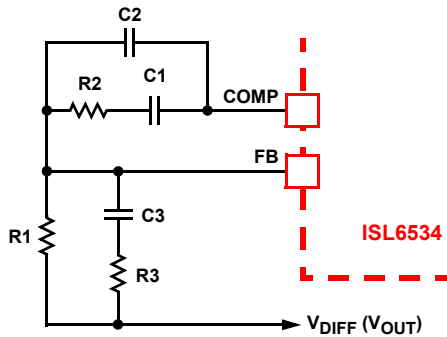 C2
R2
C1
COMP
FB
R1
C3
R3
ISL6534
VDIFF (VOUT)